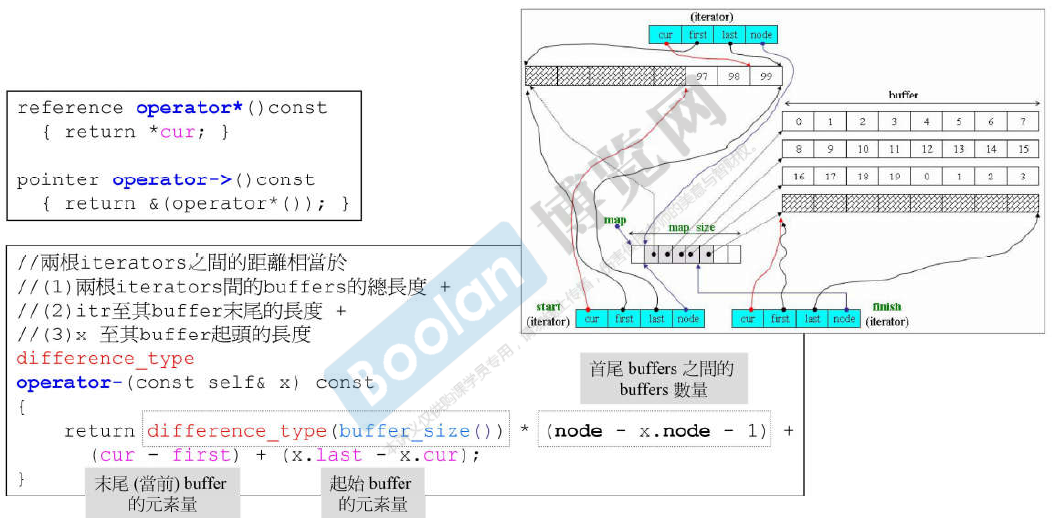 reference operator*()const
{ return *cur; }
pointer operator->()const
{ return &(operator*()); }
//兩根iterators之間的距離相當於
//(1)兩根iterators間的buffers的總長度 +
//(2)itr至其buffer末尾的長度 +
//(3)x 至其buffer起頭的長度
difference_type
operator-(const self& x) const
{
return difference_type(buffer_size()) * (node - x.node - 1) +
(cur - first) + (x.last - x.cur);
}
首尾 buffers 之間的
buffers 數量
末尾 (當前) buffer
的元素量
起始 buffer
的元素量
(iterator)
cur first last node
97 98 99
buffer
0 1 2 3 4 5 6 7
8 9 10 11 12 13 14 15
16 17 18 19 0 1 2 3
map
map size
start
(iterator)
cur first last node
cur first last node
finish
(iterator)
Boolan
博览网